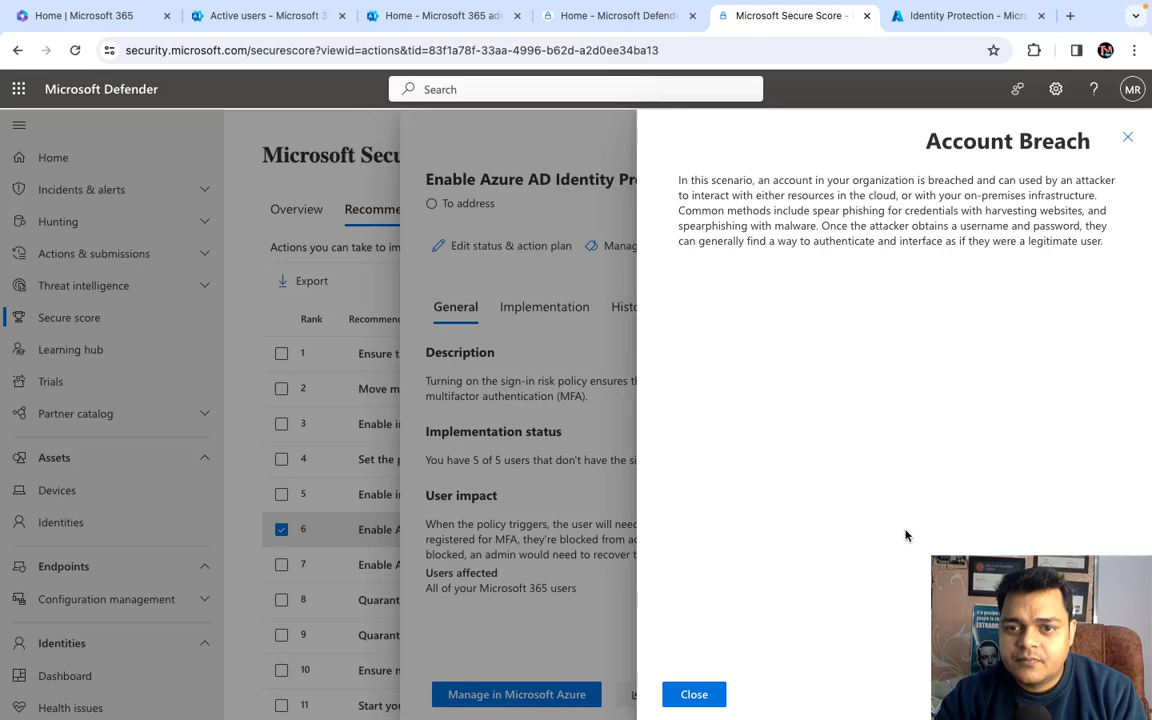 Home | Microsoft 365
Active users - Microsoft 3
Home - Microsoft 365 ad
Home - Microsoft Defende
Microsoft Secure Score -
Identity Protection - Micro
security.microsoft.com/securescore?viewid=actions&tid=83f1a78f-33aa-4996-b62d-a2d0ee34ba13
Microsoft Defender
Search
MR
Home
Incidents & alerts
Hunting
Actions & submissions
Threat intelligence
Secure score
Learning hub
Trials
Partner catalog
Assets
Devices
Identities
Endpoints
Configuration management
Identities
Dashboard
Health issues
Microsoft Secu
Overview
Recomme
Actions you can take to im
Export
Rank
Recommend
1 Ensure t
2 Move m
3 Enable i
4 Set the p
5 Enable i
6 Enable A
7 Enable A
8 Quarant
9 Quarant
10 Ensure r
11 Start you
Enable Azure AD Identity Pr
To address
Edit status & action plan
Manag
General
Implementation
Histo
Description
Turning on the sign-in risk policy ensures th
multifactor authentication (MFA).
Implementation status
You have 5 of 5 users that don't have the si
User impact
When the policy triggers, the user will need
registered for MFA, they're blocked from ac
blocked, an admin would need to recover t
Users affected
All of your Microsoft 365 users
Manage in Microsoft Azure
Account Breach
In this scenario, an account in your organization is breached and can used by an attacker
to interact with either resources in the cloud, or with your on-premises infrastructure.
Common methods include spear phishing for credentials with harvesting websites, and
spearphishing with malware. Once the attacker obtains a username and password, they
can generally find a way to authenticate and interface as if they were a legitimate user.
Close